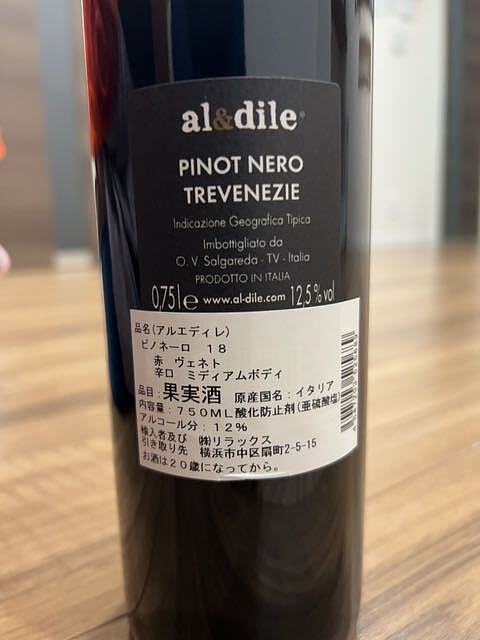 al&dile
PINOT NERO
TREVENEZIE
Indicazione Geografica Tipica
Imbottigliato da
O. V Salgareda - TV - Italia
PRODOTTO IN ITALIA
0,75l e www.al-dile.com 12,5% vol
品名(アルエディレ)
ピノネーロ 18
赤 ヴェネト
辛口 ミディアムボディ
品目:果実酒 原産国名:イタリア
内容量:750ML酸化防止剤(亜硫酸塩)
アルコール分:12%
輸入者及び ㈱リラックス
引き取り先 横浜市中区扇町2-5-15
お酒は20歳になってから。